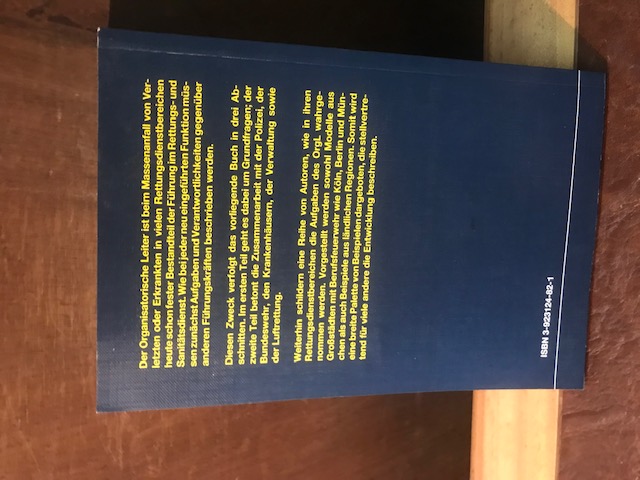 Der Organisatorische Leiter ist beim Massenanfall von Ver-
letzten oder Erkrankten in vielen Rettungsdienstbereichen
heute schon fester Bestandteil der Führung im Rettungs- und
Sanitätsdienst. Wie bei jeder neu eingeführten Funktion müs-
sen zunächst Aufgaben und Verantwortlichkeiten gegenüber
anderen Führungskräften beschrieben werden.
Diesen Zweck verfolgt das vorliegende Buch in drei Ab-
schnitten. Im ersten Teil geht es dabei um Grundfragen; der
zweite Teil betont die Zusammenarbeit mit der Polizei, der
Bundeswehr, den Krankenhäusern, der Verwaltung sowie
der Luftrettung.
Weiterhin schildern eine Reihe von Autoren, wie in ihren
Rettungsdienstbereichen die Aufgaben des OrgL wahrge-
nommen werden. Vorgestellt werden sowohl Modelle aus
Großstädten mit Berufsfeuerwehr wie Köln, Berlin und Mün-
chen als auch Beispiele aus ländlichen Regionen. Somit wird
eine breite Palette von Beispielen dargeboten, die stellvertre-
tend für viele andere die Entwicklung beschreiben.
ISBN 3-923124-82-1